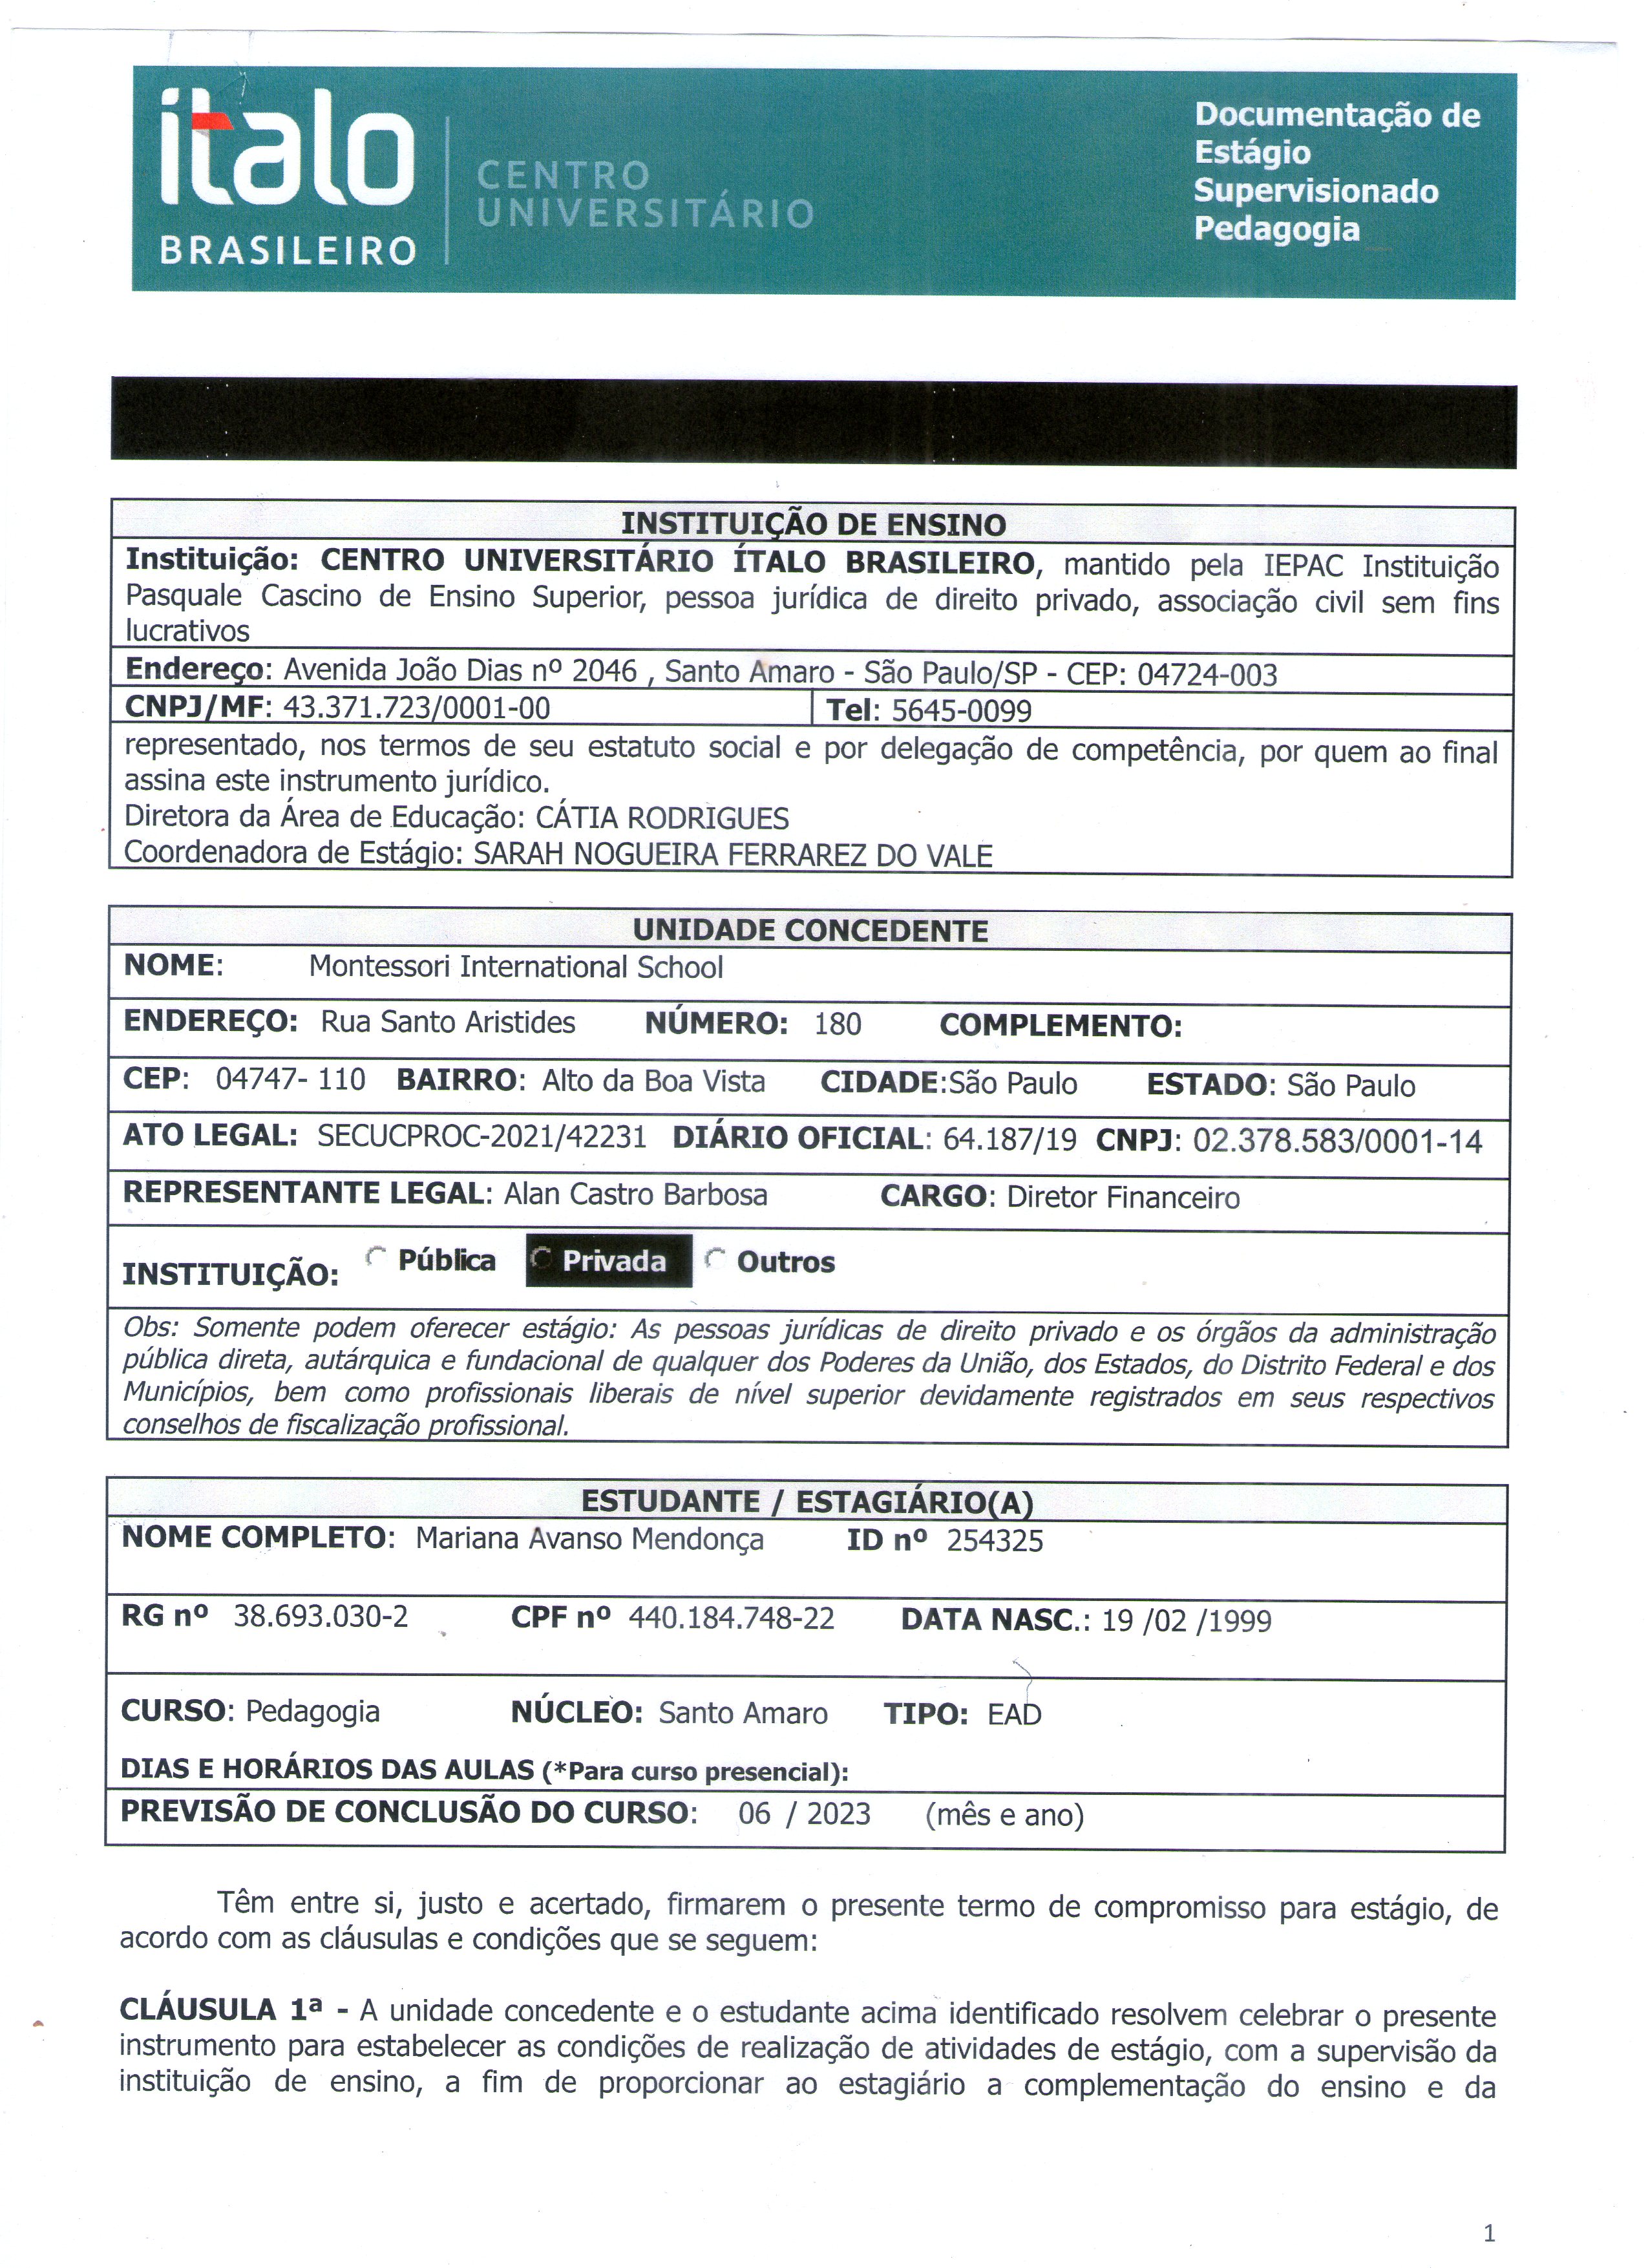 ítalo
BRASILEIRO
CENTRO
UNIVERSITÁRIO
Documentação de
Estágio
Supervisionado
Pedagogia
INSTITUIÇÃO DE ENSINO
Instituição: CENTRO UNIVERSITÁRIO ÍTALO BRASILEIRO, mantido pela IEPAC Instituição
Pasquale Cascino de Ensino Superior, pessoa jurídica de direito privado, associação civil sem fins
lucrativos
Endereço: Avenida João Dias nº 2046 , Santo Amaro - São Paulo/SP - CEP: 04724-003
CNPJ/MF: 43.371.723/0001-00 Tel: 5645-0099
representado, nos termos de seu estatuto social e por delegação de competência, por quem ao final
assina este instrumento jurídico.
Diretora da Área de Educação: CÁTIA RODRIGUES
Coordenadora de Estágio: SARAH NOGUEIRA FERRAREZ DO VALE
UNIDADE CONCEDENTE
NOME: Montessori International School
ENDEREÇO: Rua Santo Aristides NÚMERO: 180 COMPLEMENTO:
CEP: 04747- 110 BAIRRO: Alto da Boa Vista CIDADE:São Paulo ESTADO: São Paulo
ATO LEGAL: SECUCPROC-2021/42231 DIÁRIO OFICIAL: 64.187/19 CNPJ: 02.378.583/0001-14
REPRESENTANTE LEGAL: Alan Castro Barbosa CARGO: Diretor Financeiro
INSTITUIÇÃO: Pública Privada Outros
Obs: Somente podem oferecer estágio: As pessoas jurídicas de direito privado e os órgãos da administração
pública direta, autárquica e fundacional de qualquer dos Poderes da União, dos Estados, do Distrito Federal e dos
Municípios, bem como profissionais liberais de nível superior devidamente registrados em seus respectivos
conselhos de fiscalização profissional.
ESTUDANTE / ESTAGIÁRIO(A)
NOME COMPLETO: Mariana Avanso Mendonça ID nº 254325
RG nº 38.693.030-2 CPF nº 440.184.748-22 DATA NASC.: 19 /02 /1999
CURSO: Pedagogia NÚCLEO: Santo Amaro TIPO: EAD
DIAS E HORÁRIOS DAS AULAS (*Para curso presencial):
PREVISÃO DE CONCLUSÃO DO CURSO: 06 / 2023 (mês e ano)
Têm entre si, justo e acertado, firmarem o presente termo de compromisso para estágio, de
acordo com as cláusulas e condições que se seguem:
CLÁUSULA 1ª - A unidade concedente e o estudante acima identificado resolvem celebrar o presente
instrumento para estabelecer as condições de realização de atividades de estágio, com a supervisão da
instituição de ensino, a fim de proporcionar ao estagiário a complementação do ensino e da
1